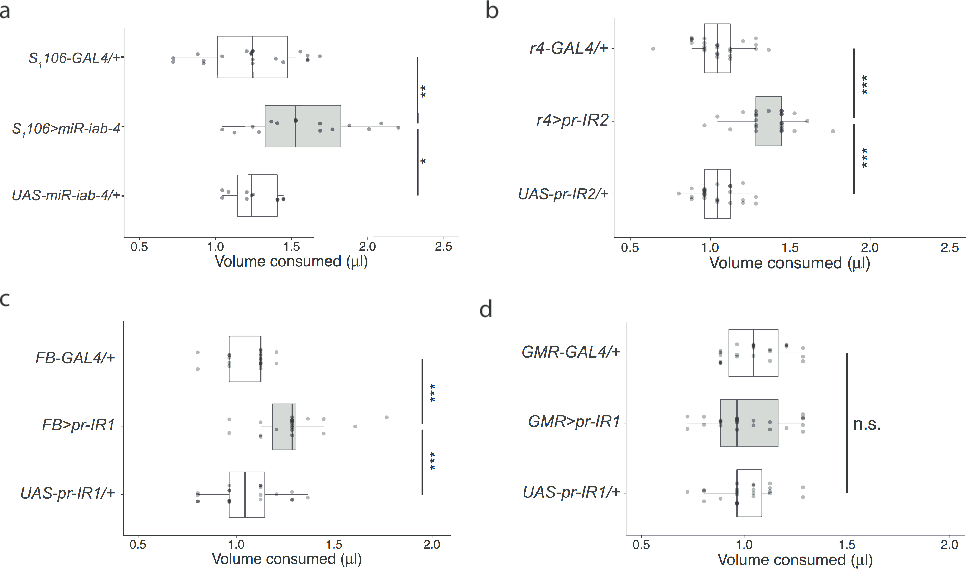 a
S₁106-GAL4/+
S₁106>miR-iab-4
UAS-miR-iab-4/+
**
*
0.5 1.0 1.5 2.0 2.5
Volume consumed (μl)
b
r4-GAL4/+
r4>pr-IR2
UAS-pr-IR2/+
***
***
0.5 1.0 1.5 2.0 2.5
Volume consumed (μl)
c
FB-GAL4/+
FB>pr-IR1
UAS-pr-IR1/+
***
***
0.5 1.0 1.5 2.0
Volume consumed (μl)
d
GMR-GAL4/+
GMR>pr-IR1
UAS-pr-IR1/+
n.s.
0.5 1.0 1.5 2.0
Volume consumed (μl)